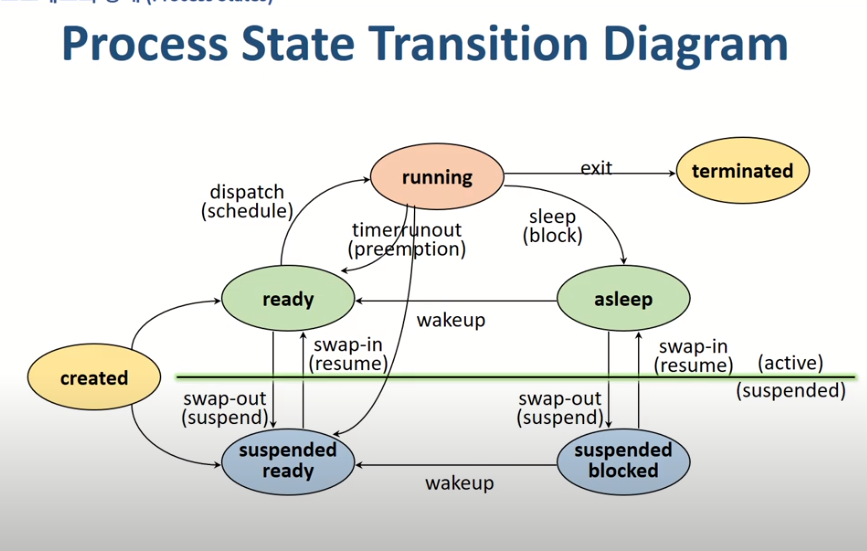 (Process States)
Process State Transition Diagram
running
exit
terminated
dispatch
(schedule)
timerrunout
(preemption)
sleep
(block)
ready
asleep
wakeup
swap-in
(resume)
swap-in
(resume)
(active)
created
(suspended)
swap-out
(suspend)
swap-out
(suspend)
suspended
ready
suspended
blocked
wakeup